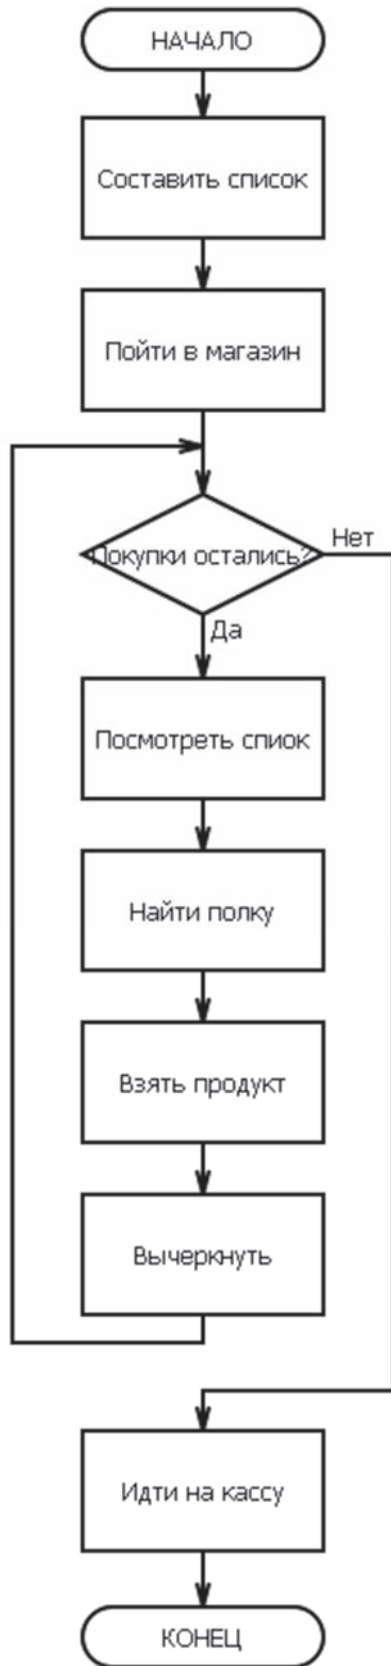 НАЧАЛО
Составить список
Пойти в магазин
Покупки остались?
Нет
Да
Посмотреть спиок
Найти полку
Взять продукт
Вычеркнуть
Идти на кассу
КОНЕЦ